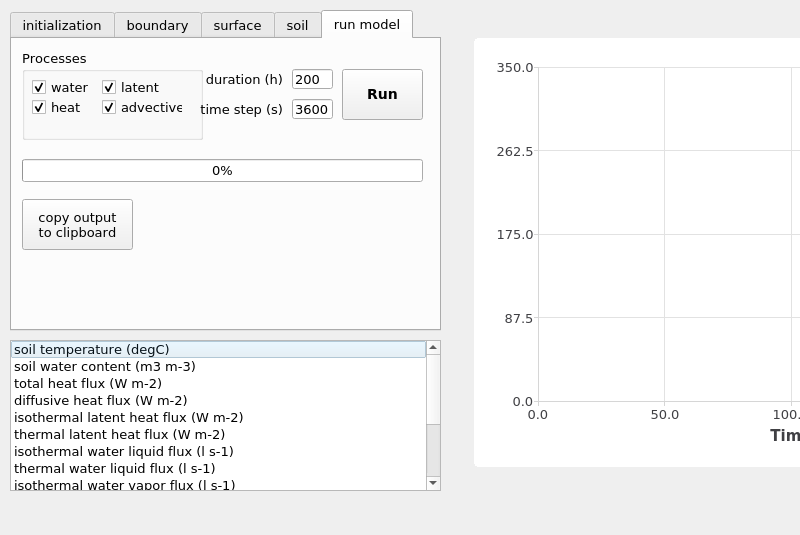 initialization
boundary
surface
soil
run model
Processes
water
latent
heat
advective
duration (h)
200
time step (s)
3600
Run
0%
copy output
to clipboard
soil temperature (degC)
soil water content (m3 m-3)
total heat flux (W m-2)
diffusive heat flux (W m-2)
isothermal latent heat flux (W m-2)
thermal latent heat flux (W m-2)
isothermal water liquid flux (l s-1)
thermal water liquid flux (l s-1)
isothermal water vapor flux (l s-1)
350.0
262.5
175.0
87.5
0.0
0.0
50.0
100.
Tim